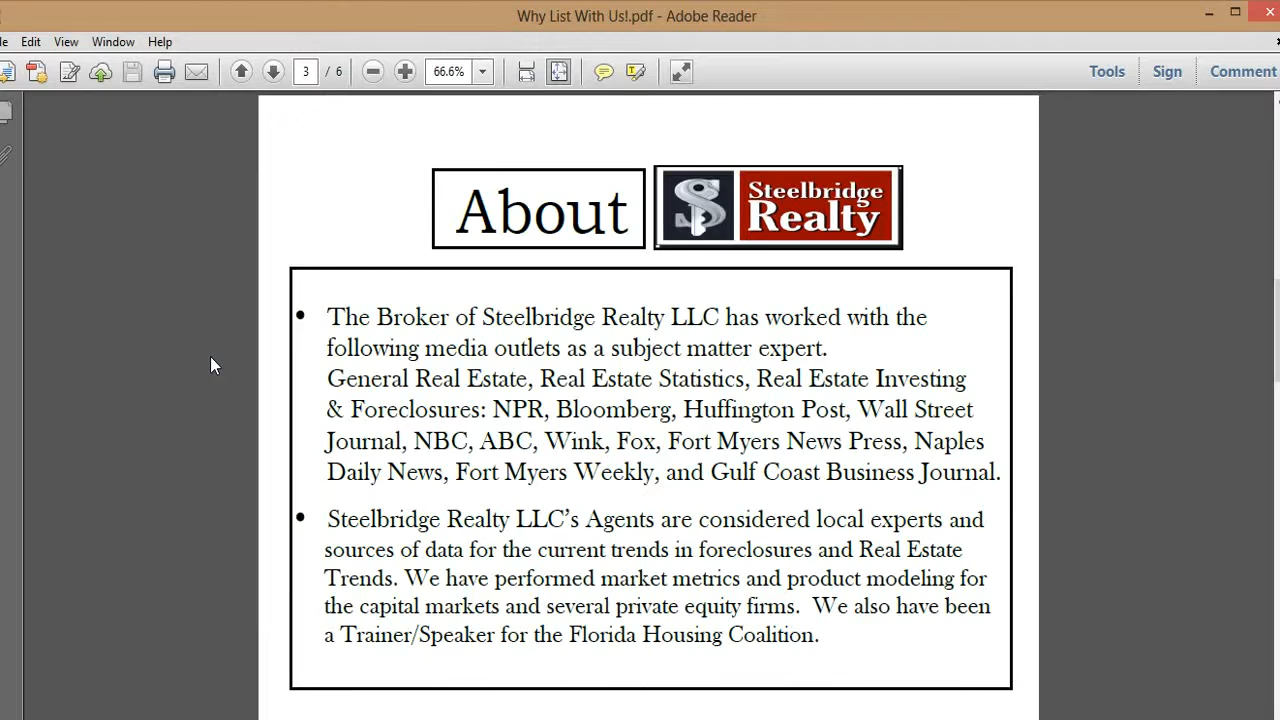 Why List With Us!.pdf - Adobe Reader
Edit View Window Help
3 / 6 66.6% Tools Sign Comment
About Steelbridge
Realty
• The Broker of Steelbridge Realty LLC has worked with the
following media outlets as a subject matter expert.
General Real Estate, Real Estate Statistics, Real Estate Investing
& Foreclosures: NPR, Bloomberg, Huffington Post, Wall Street
Journal, NBC, ABC, Wink, Fox, Fort Myers News Press, Naples
Daily News, Fort Myers Weekly, and Gulf Coast Business Journal.
• Steelbridge Realty LLC's Agents are considered local experts and
sources of data for the current trends in foreclosures and Real Estate
Trends. We have performed market metrics and product modeling for
the capital markets and several private equity firms. We also have been
a Trainer/Speaker for the Florida Housing Coalition.